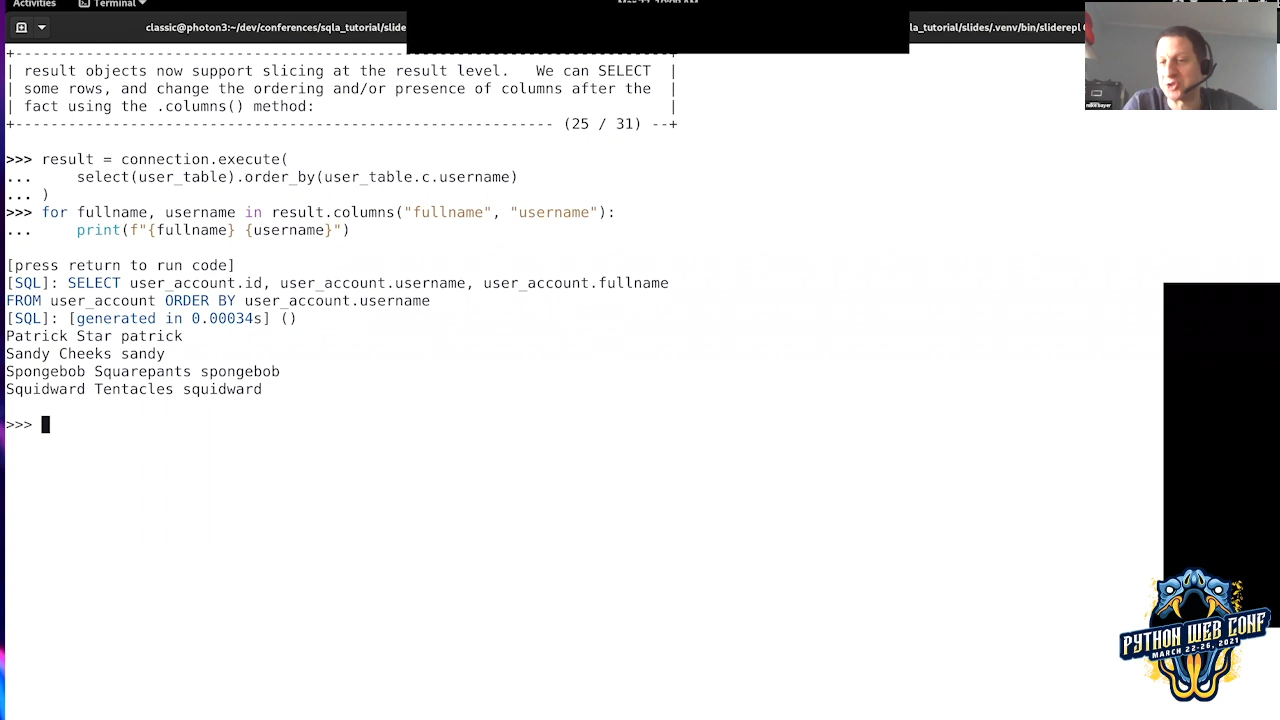 Activities
Terminal
classic@photon3:~/dev/conferences/sqla_tutorial/slide
la_tutorial/slides/.venv/bin/sliderepl
mike bayer
+-------------------------------------------------------------------------+
| result objects now support slicing at the result level.   We can SELECT  |
| some rows, and change the ordering and/or presence of columns after the  |
| fact using the .columns() method:                                        |
+------------------------------------------------------------- (25 / 31) --+
>>> result = connection.execute(
...     select(user_table).order_by(user_table.c.username)
... )
>>> for fullname, username in result.columns("fullname", "username"):
...     print(f"{fullname} {username}")
[press return to run code]
[SQL]: SELECT user_account.id, user_account.username, user_account.fullname
FROM user_account ORDER BY user_account.username
[SQL]: [generated in 0.00034s] ()
Patrick Star patrick
Sandy Cheeks sandy
Spongebob Squarepants spongebob
Squidward Tentacles squidward
>>>
PYTHON WEB CONF
MARCH 22-26, 2021